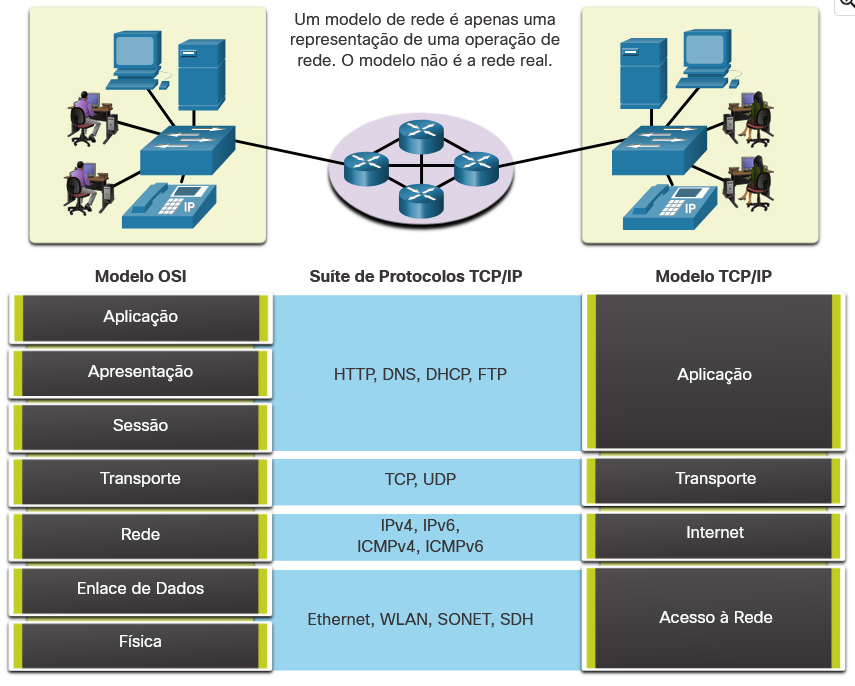 Um modelo de rede é apenas uma
representação de uma operação de
rede. O modelo não é a rede real.
IP
IP
Modelo OSI
Suíte de Protocolos TCP/IP
Modelo TCP/IP
Aplicação
Apresentação
HTTP, DNS, DHCP, FTP
Aplicação
Sessão
Transporte
TCP, UDP
Transporte
Rede
IPv4, IPv6,
ICMPv4, ICMPv6
Internet
Enlace de Dados
Ethernet, WLAN, SONET, SDH
Acesso à Rede
Física